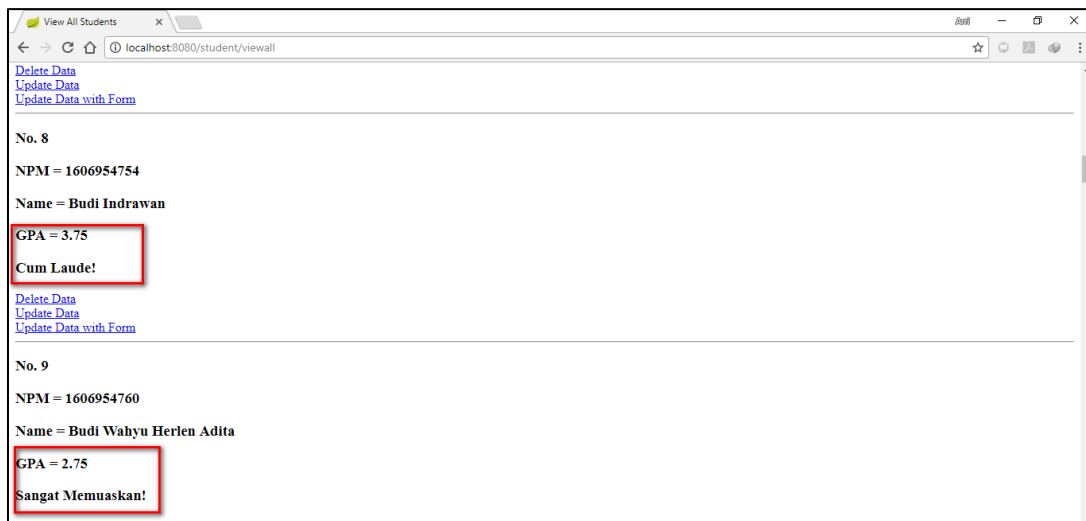 View All Students
Ani
localhost:8080/student/viewall
Delete Data
Update Data
Update Data with Form
No. 8
NPM = 1606954754
Name = Budi Indrawan
GPA = 3.75
Cum Laude!
Delete Data
Update Data
Update Data with Form
No. 9
NPM = 1606954760
Name = Budi Wahyu Herlen Adita
GPA = 2.75
Sangat Memuaskan!